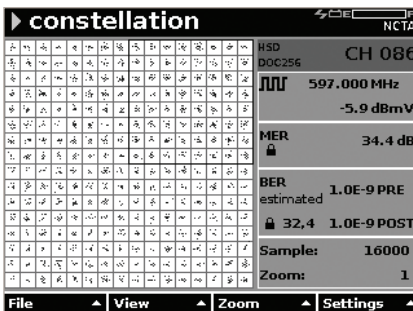 constellation
E F
NCTA
HSD
DOC256
CH 086
597.000 MHz
-5.9 dBmV
MER
34.4 dB
BER
estimated
1.0E-9 PRE
32,4 1.0E-9 POST
Sample: 16000
Zoom: 1
File View Zoom Settings